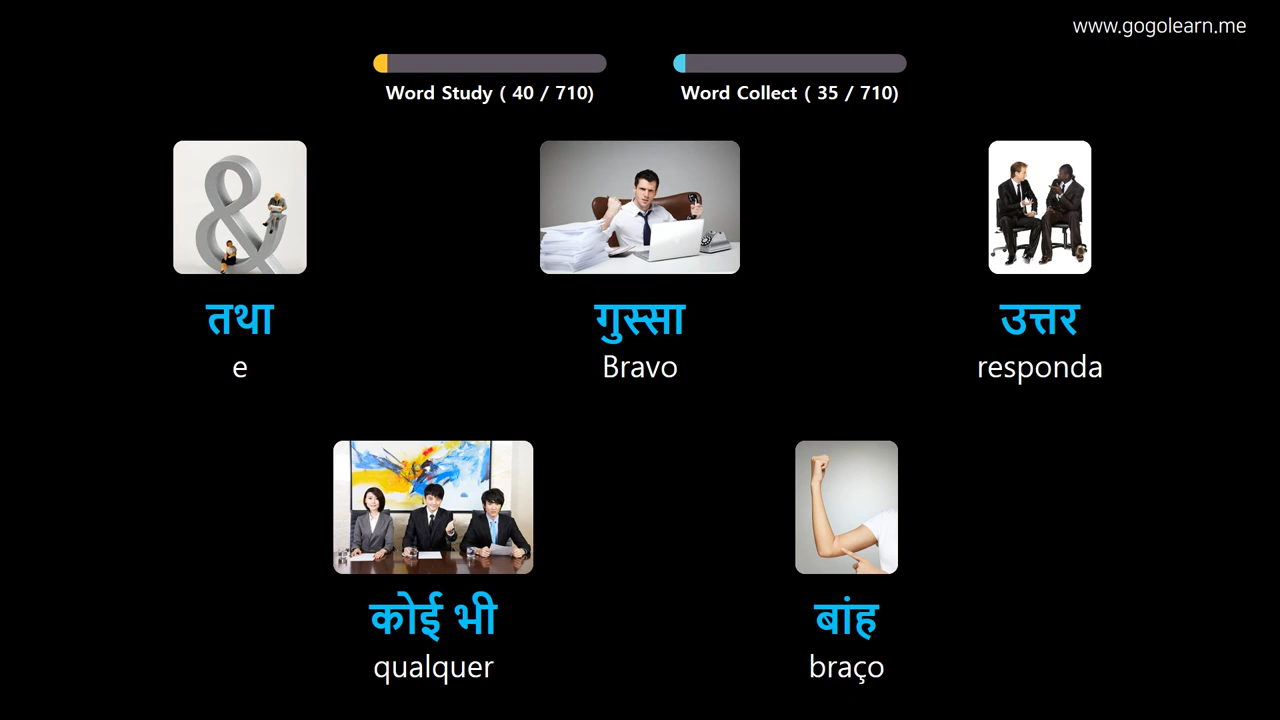 www.gogolearn.me
Word Study ( 40 / 710)
Word Collect ( 35 / 710)
तथा
e
गुस्सा
Bravo
उत्तर
responda
कोई भी
qualquer
बांह
braço